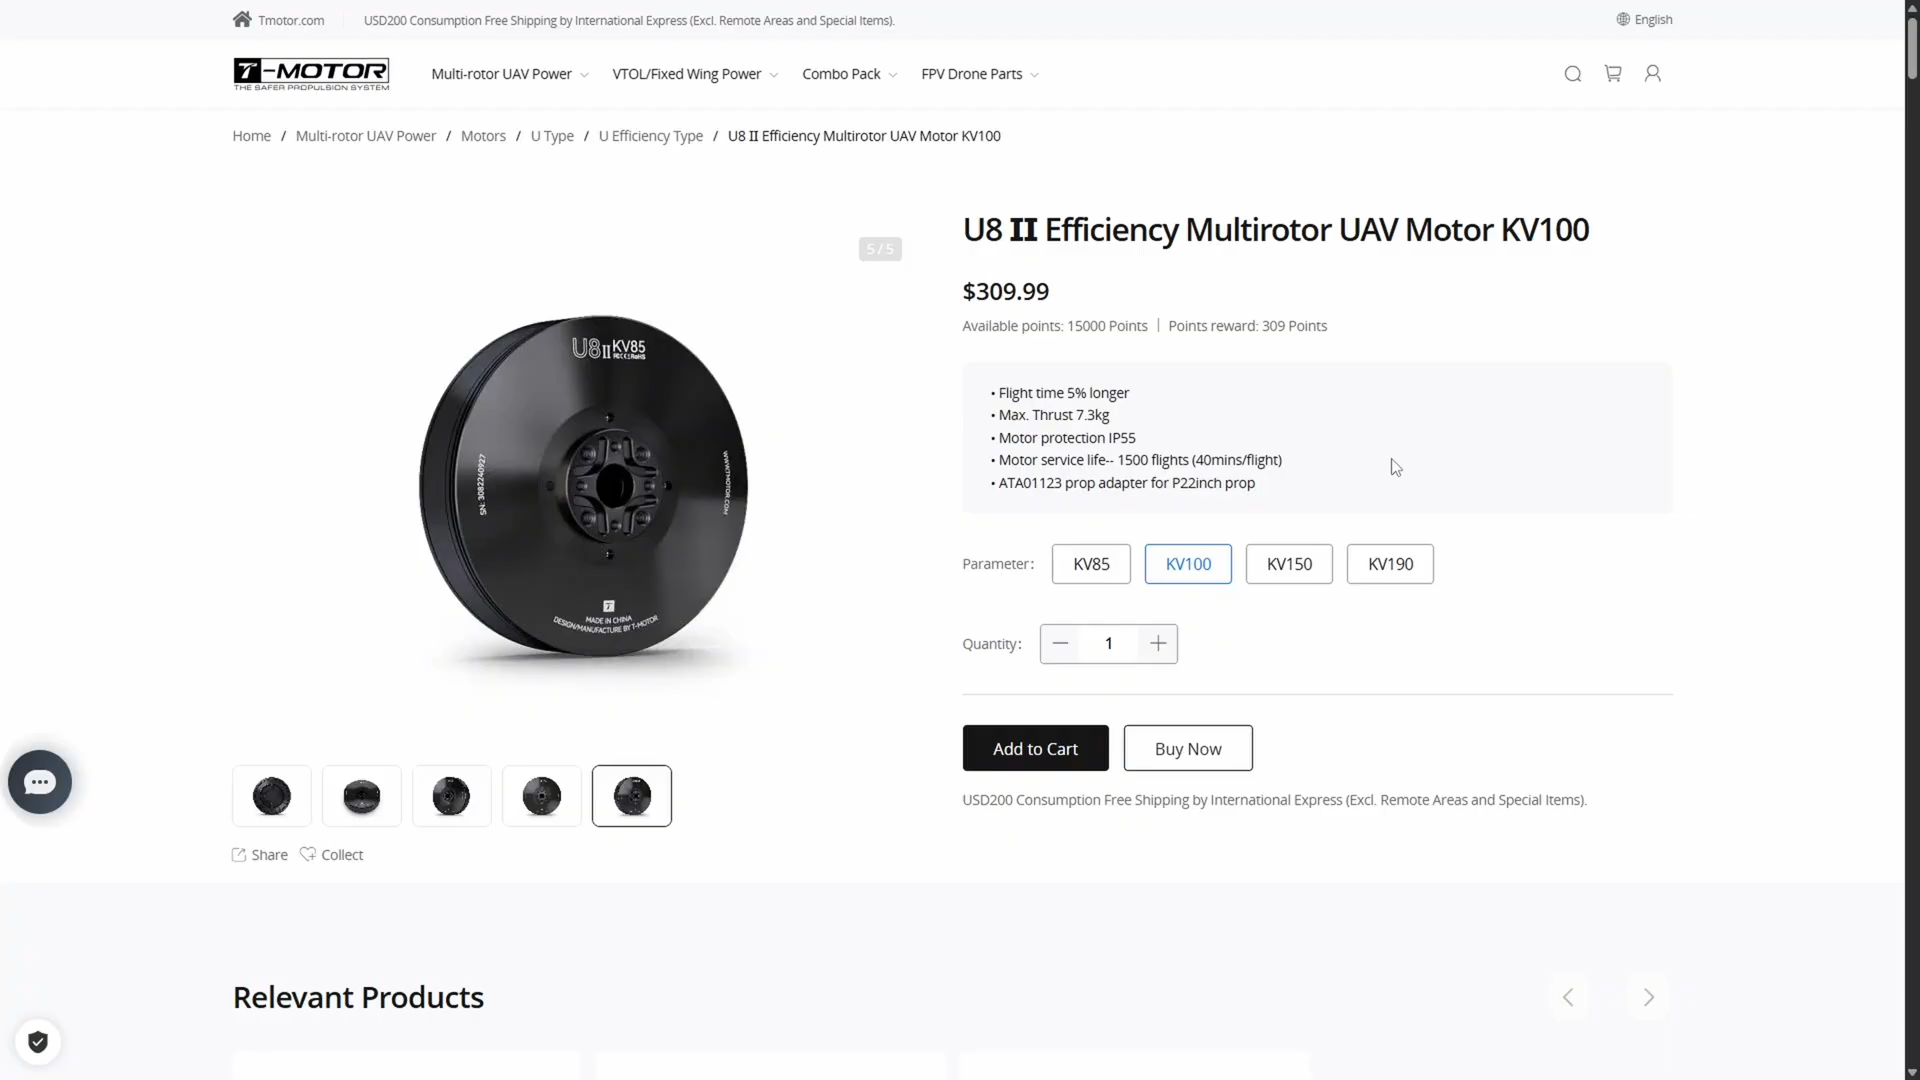 Tmotor.com
USD200 Consumption Free Shipping by International Express (Excl. Remote Areas and Special Items).
English
T-MOTOR
THE SAFER PROPULSION SYSTEM
Multi-rotor UAV Power
VTOL/Fixed Wing Power
Combo Pack
FPV Drone Parts
Home / Multi-rotor UAV Power / Motors / U Type / U Efficiency Type / U8 II Efficiency Multirotor UAV Motor KV100
5 / 5
U8 II KV85
SN: 3082240927
WWW.T-MOTOR.COM
MADE IN CHINA
DESIGN/MANUFACTURE BY T-MOTOR
U8 II Efficiency Multirotor UAV Motor KV100
$309.99
Available points: 15000 Points | Points reward: 309 Points
• Flight time 5% longer
• Max. Thrust 7.3kg
• Motor protection IP55
• Motor service life-- 1500 flights (40mins/flight)
• ATA01123 prop adapter for P22inch prop
Parameter: KV85 KV100 KV150 KV190
Quantity: 1
Add to Cart
Buy Now
USD200 Consumption Free Shipping by International Express (Excl. Remote Areas and Special Items).
Share
Collect
Relevant Products